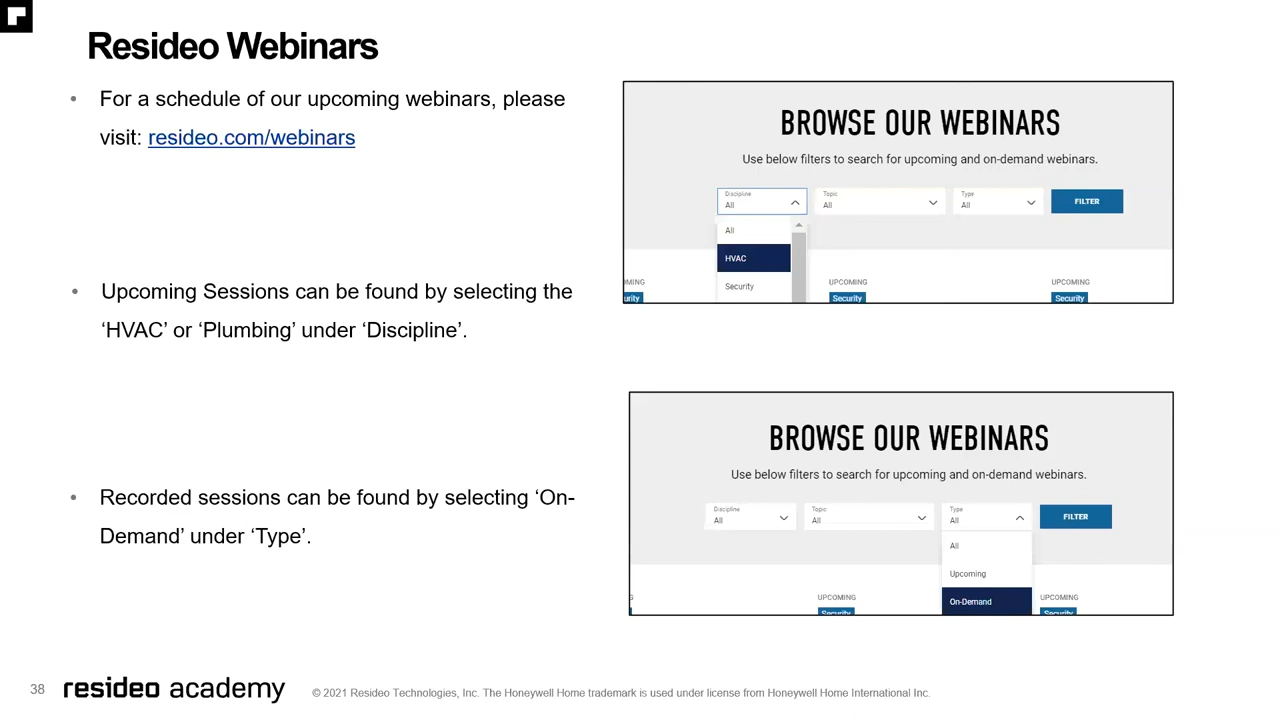 Resideo Webinars
• For a schedule of our upcoming webinars, please
visit: resideo.com/webinars
• Upcoming Sessions can be found by selecting the
‘HVAC’ or ‘Plumbing’ under ‘Discipline’.
• Recorded sessions can be found by selecting ‘On-
Demand’ under ‘Type’.
BROWSE OUR WEBINARS
Use below filters to search for upcoming and on-demand webinars.
Discipline Topic Type
All All All FILTER
All
HVAC
Security
OMING UPCOMING UPCOMING
urity Security Security
BROWSE OUR WEBINARS
Use below filters to search for upcoming and on-demand webinars.
Discipline Topic Type
All All All FILTER
All
Upcoming
On-Demand
G UPCOMING UPCOMING
Security Security
38 resideo academy © 2021 Resideo Technologies, Inc. The Honeywell Home trademark is used under license from Honeywell Home International Inc.